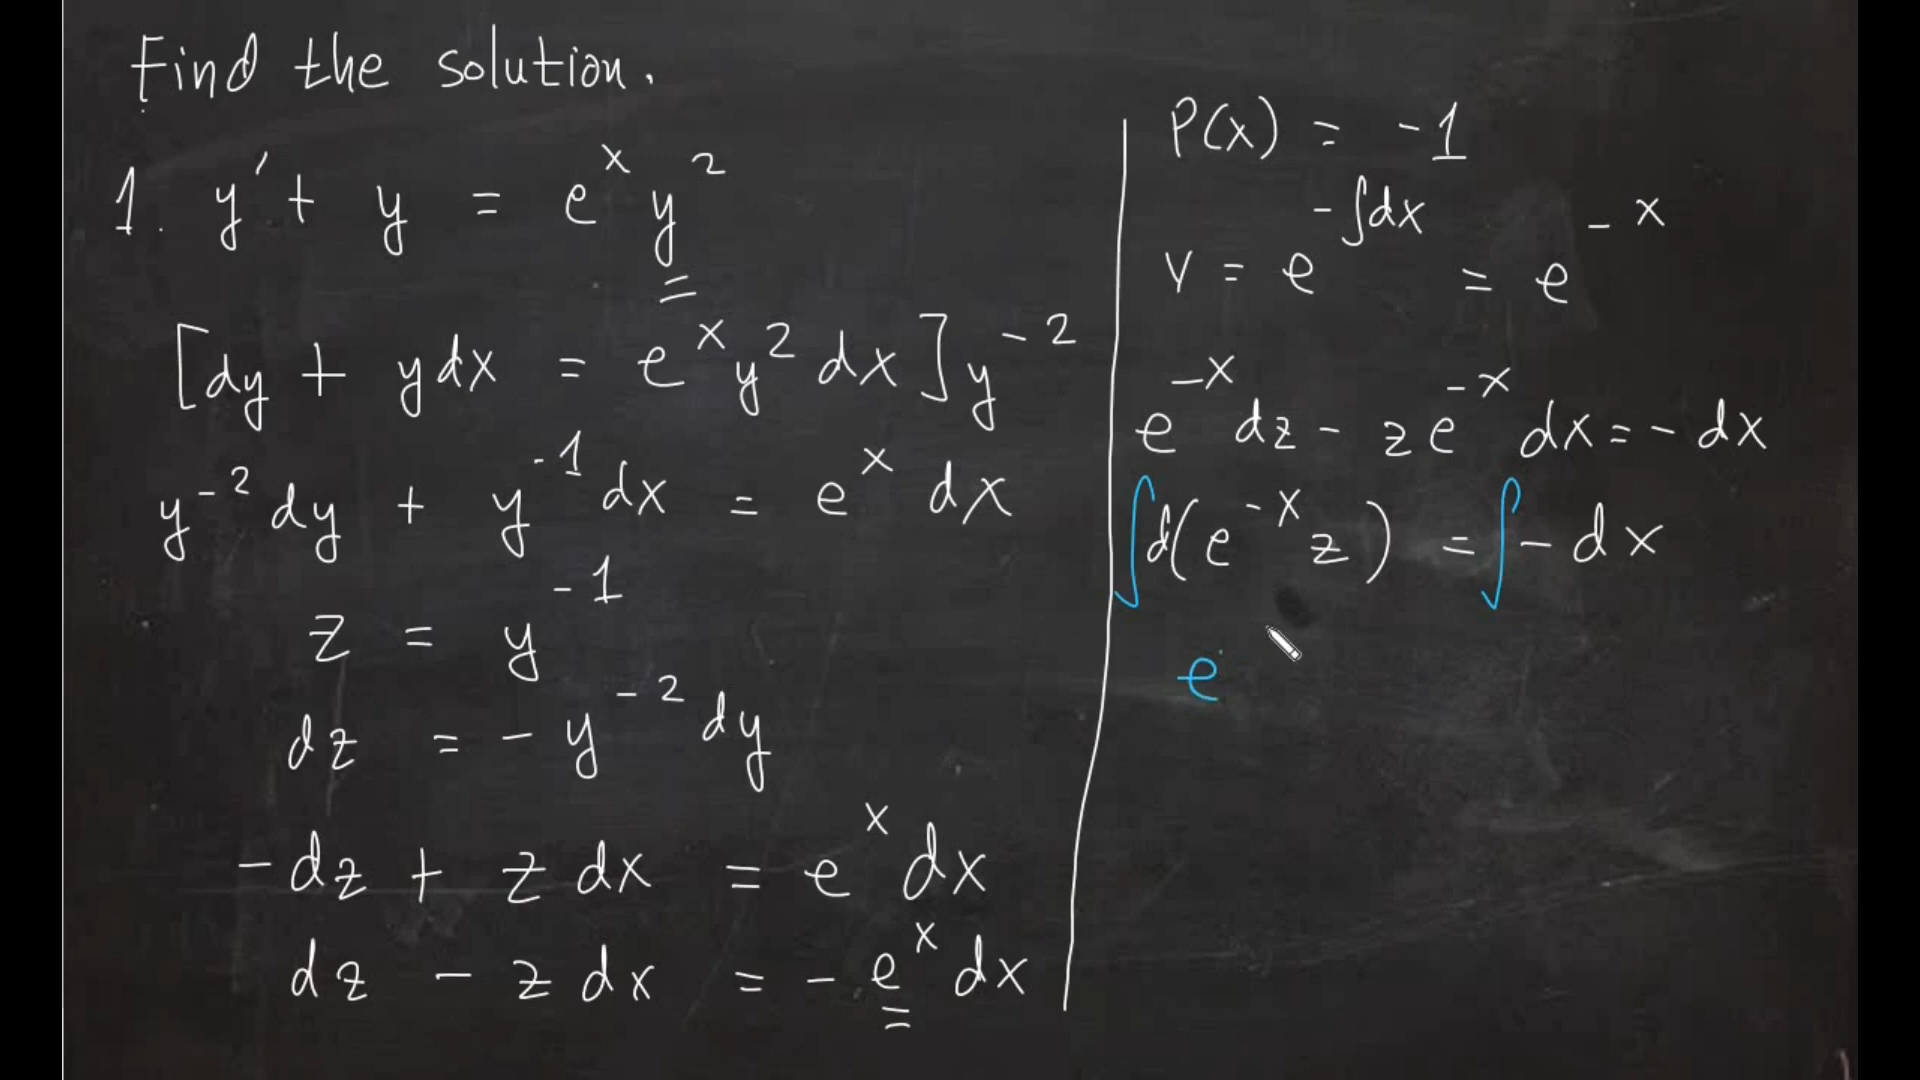 Find the solution.
1. y' + y = e^x y^2
[dy + ydx = e^x y^2 dx] y^-2
y^-2 dy + y^-1 dx = e^x dx
z = y^-1
dz = - y^-2 dy
-dz + z dx = e^x dx
dz - z dx = - e^x dx
P(x) = -1
v = e^-∫dx = e^-x
e^-x dz - z e^-x dx = - dx
∫d(e^-x z) = ∫- dx
e